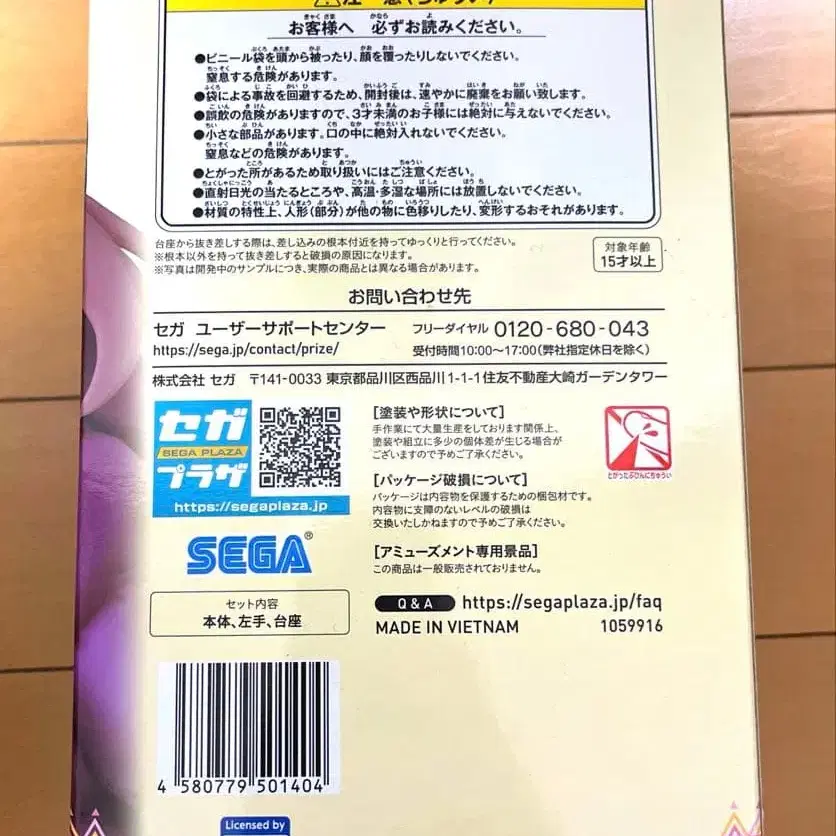 お客様へ 必ずお読みください。
●ビニール袋を頭から被ったり、顔を覆ったりしないでください。
窒息する危険があります。
●袋による事故を回避するため、開封後は、速やかに廃棄をお願い致します。
●誤飲の危険がありますので、3才未満のお子様には絶対に与えないでください。
●小さな部品があります。口の中に絶対入れないでください。
窒息などの危険があります。
●とがった所があるため取り扱いにはご注意ください。
●直射日光の当たるところや、高温・多湿な場所には放置しないでください。
●材質の特性上、人形(部分)が他の物に色移りしたり、変形するおそれがあります。
台座から抜き差しする際は、差し込みの根本付近を持ってゆっくりと行ってください。
※根本以外を持って抜き差しすると破損の原因になります。
※写真は開発中のサンプルにつき、実際の商品とは異なる場合があります。
対象年齢
15才以上
お問い合わせ先
セガ ユーザーサポートセンター フリーダイヤル 0120-680-043
https://sega.jp/contact/prize/ 受付時間10:00〜17:00(弊社指定休日を除く)
株式会社 セガ 〒141-0033 東京都品川区西品川1-1-1住友不動産大崎ガーデンタワー
セガ
SEGA PLAZA
プラザ
https://segaplaza.jp
[塗装や形状について]
手作業にて大量生産をしております関係上、
塗装や組立に多少の個体差が生じる場合が
ございますので予めご了承ください。
とがったぶひんにちゅうい
[パッケージ破損について]
パッケージは内容物を保護するための梱包材です。
内容物に支障のないレベルの破損は
交換いたしかねますので予めご了承ください。
SEGA®
[アミューズメント専用景品]
この商品は一般販売されておりません。
セット内容
本体、左手、台座
Q & A https://segaplaza.jp/faq
MADE IN VIETNAM 1059916
4 580779 501404
Licensed by